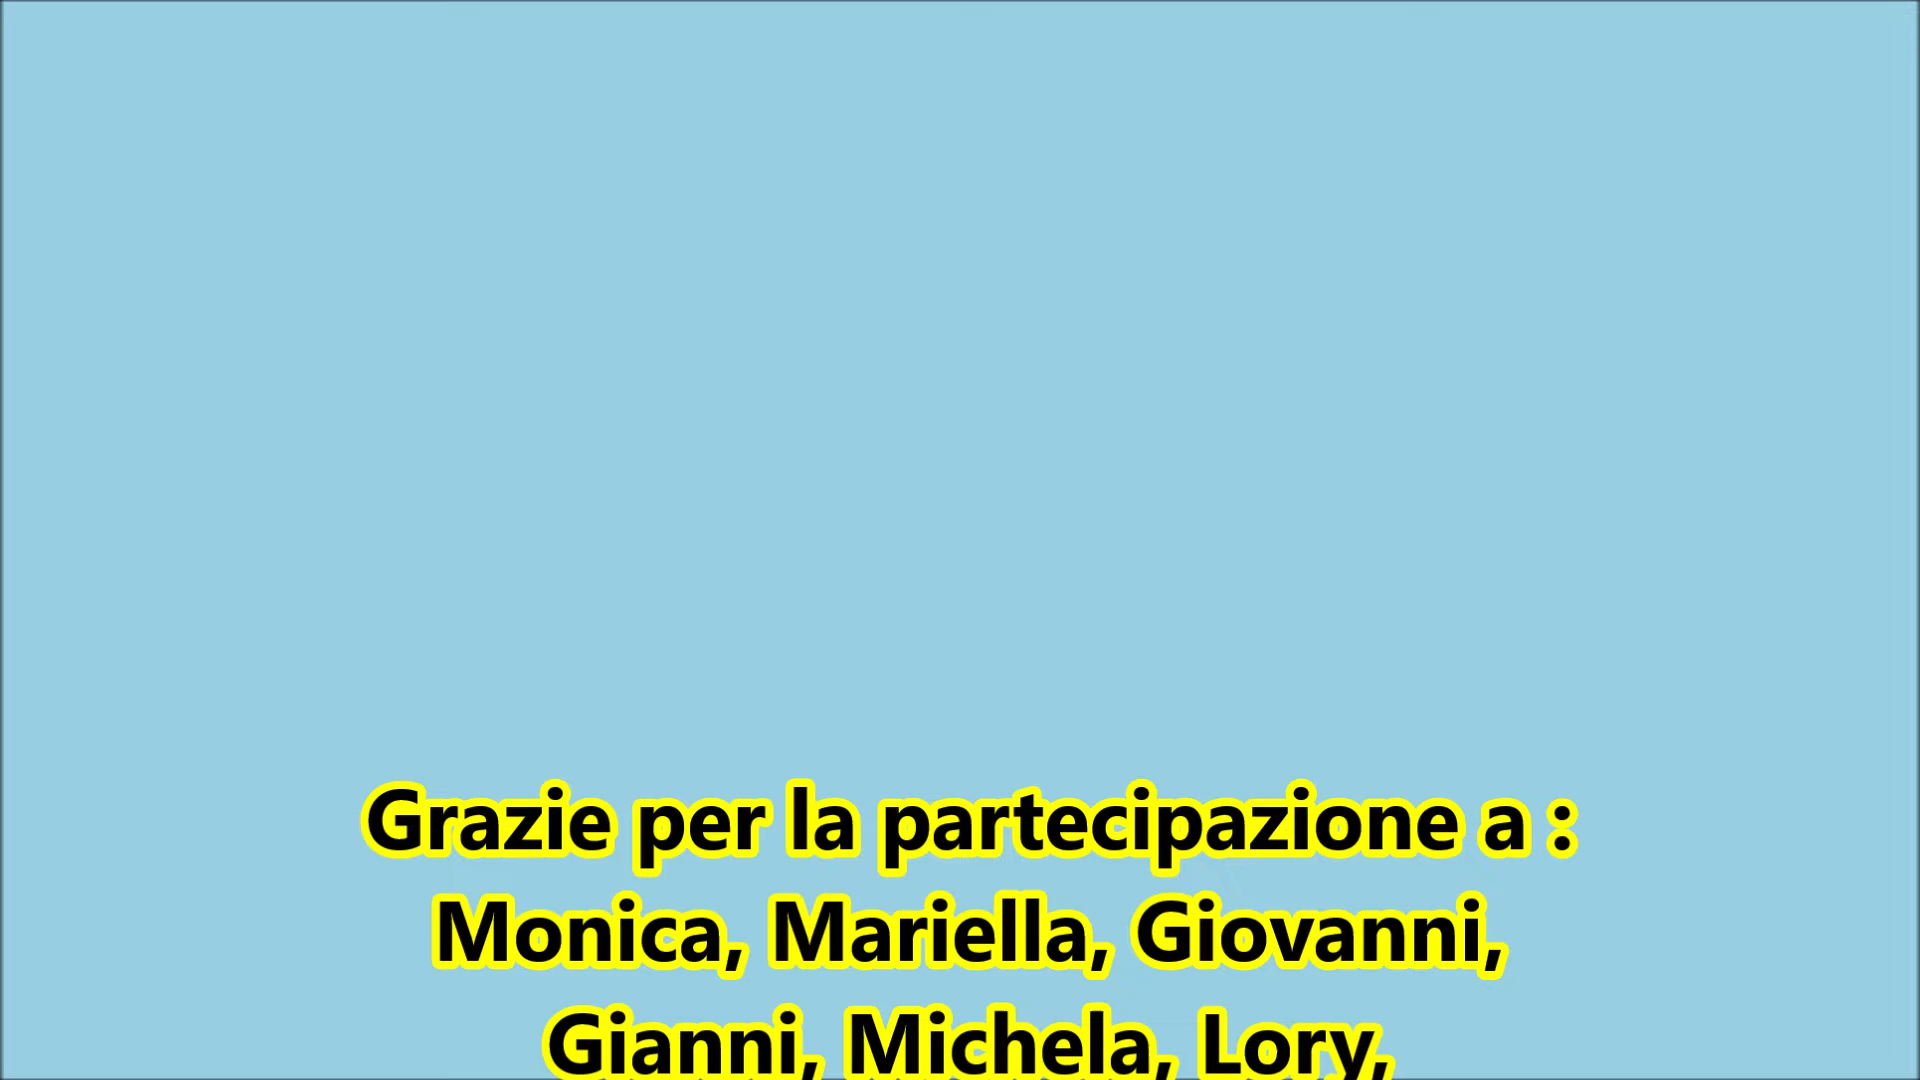 Grazie per la partecipazione a :
Monica, Mariella, Giovanni,
Gianni, Michela, Lory,